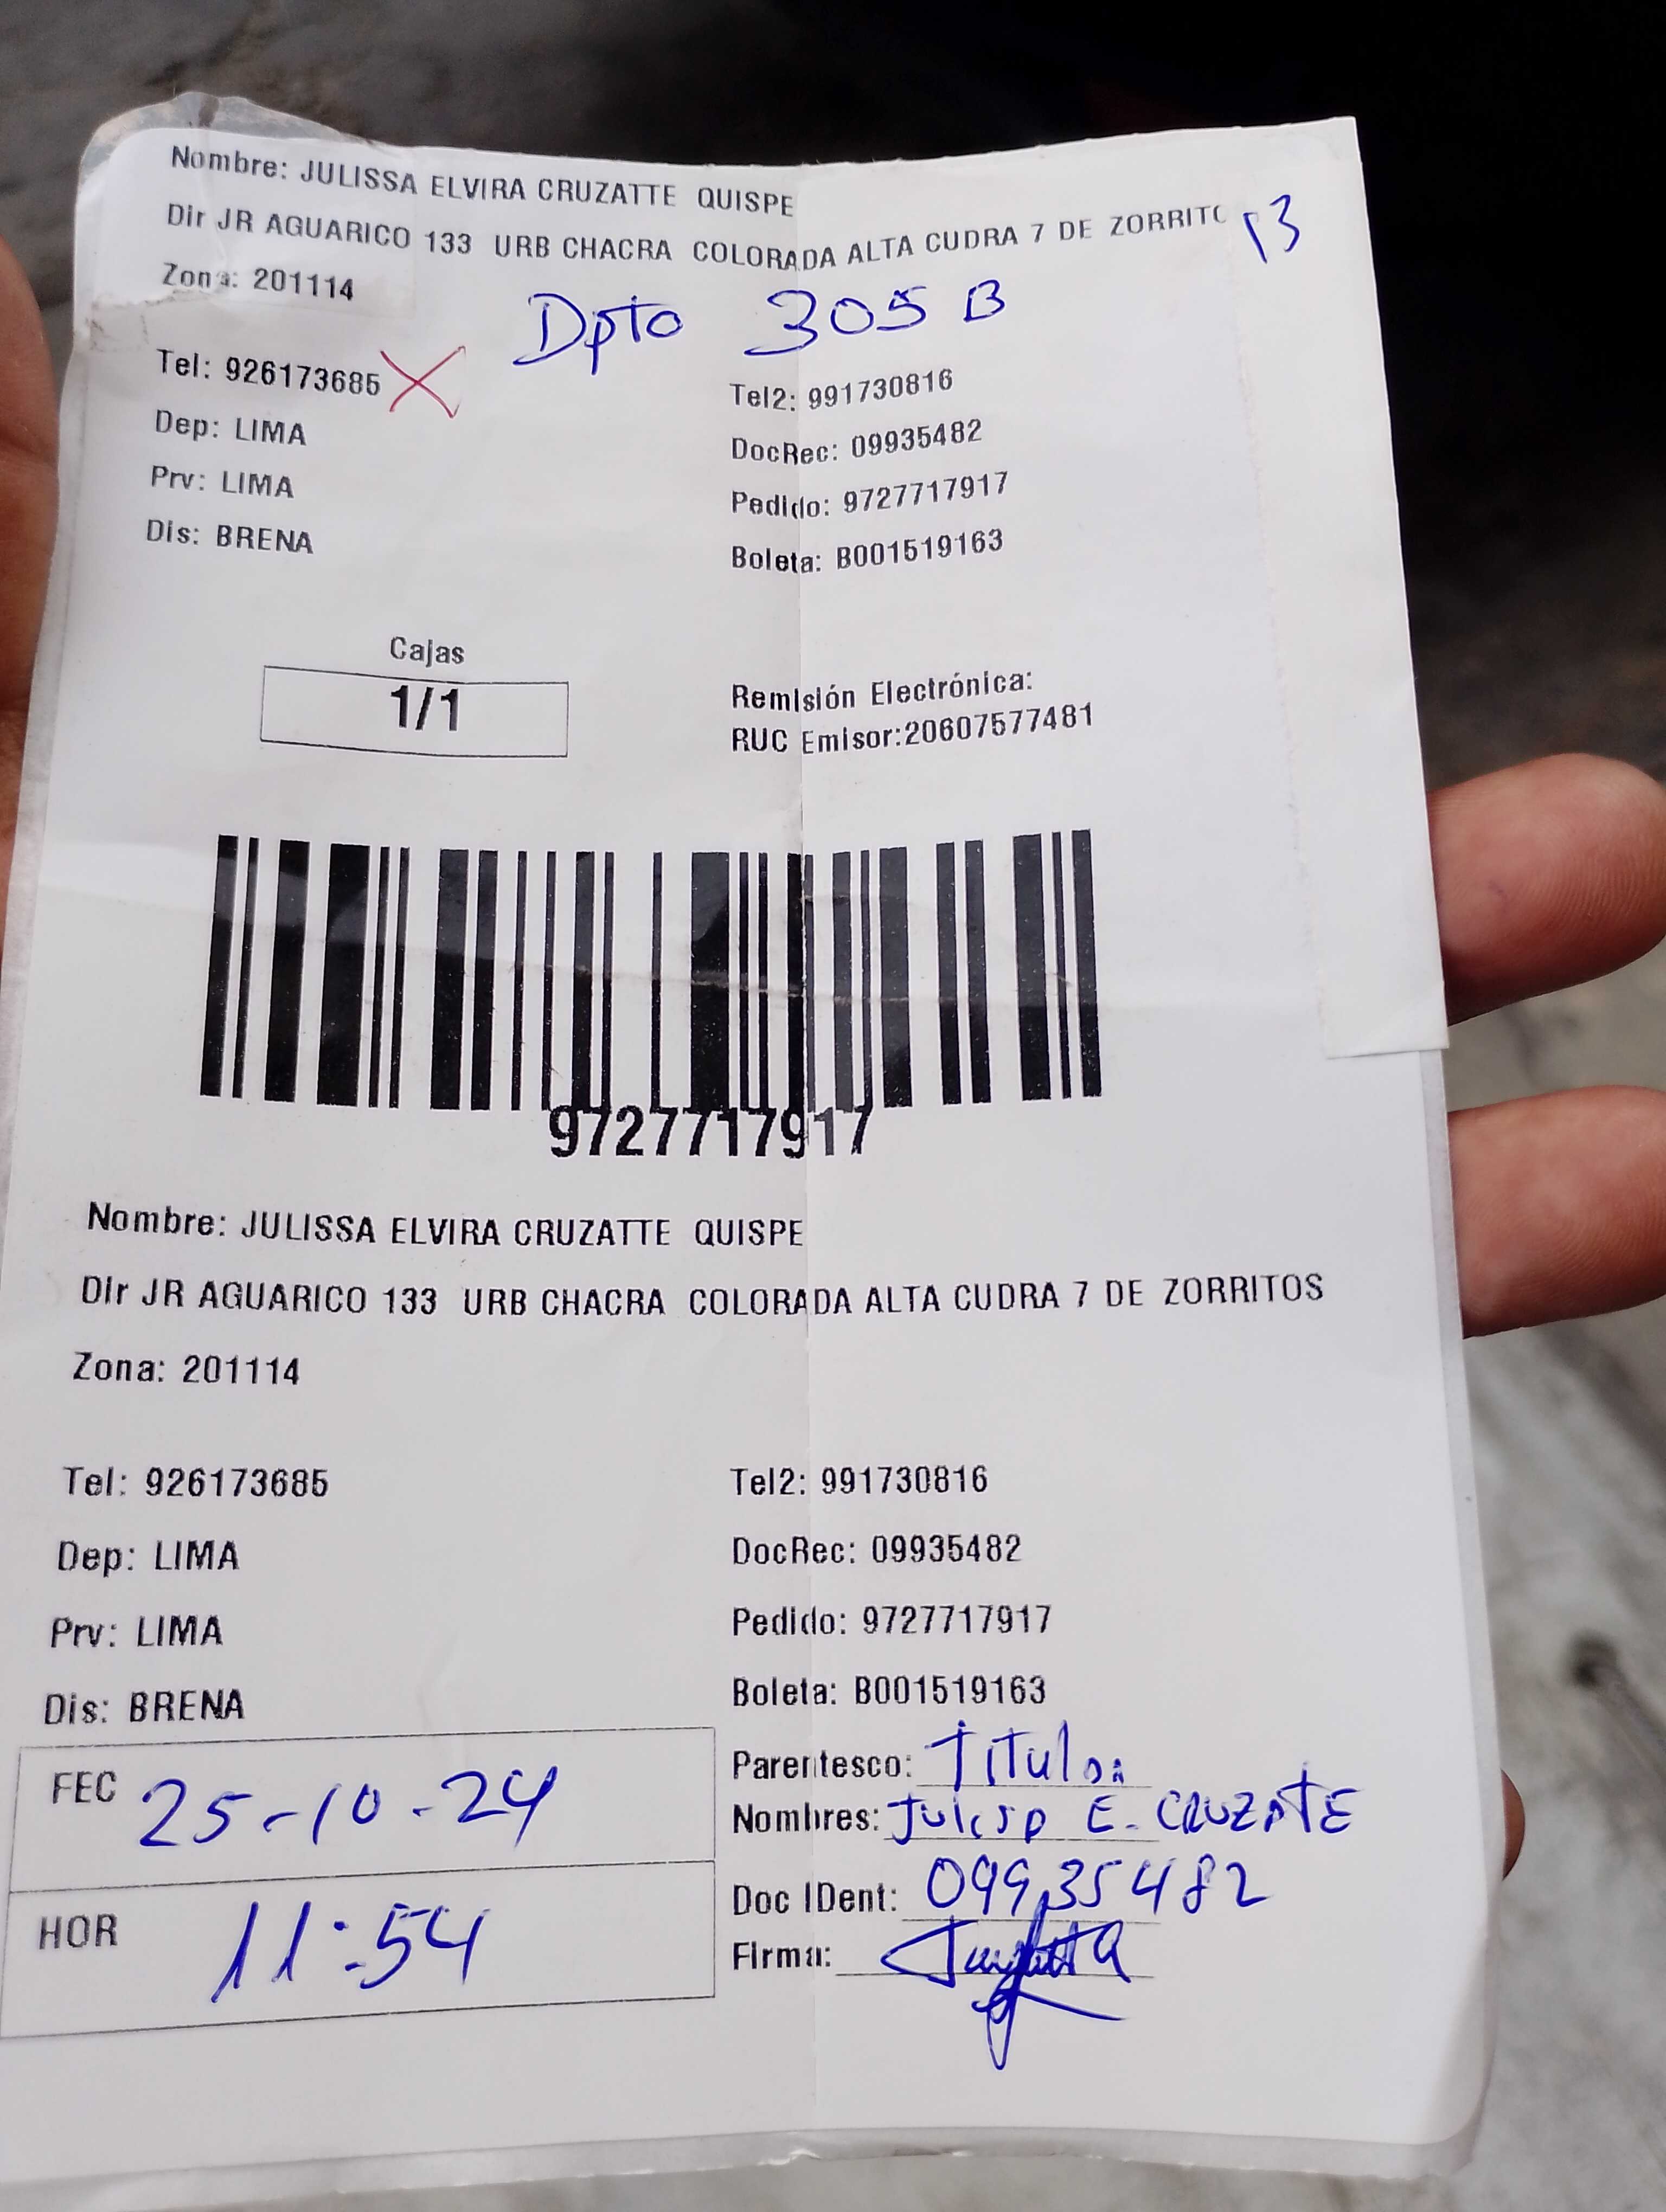 Nombre: JULISSA ELVIRA CRUZATTE QUISPE
Dir JR AGUARICO 133 URB CHACRA COLORADA ALTA CUDRA 7 DE ZORRITO
13
Zona: 201114
Dpto 305 B
Tel: 926173685
Tel2: 991730816
Dep: LIMA
DocRec: 09935482
Prv: LIMA
Pedido: 9727717917
Dis: BRENA
Boleta: B001519163
Cajas
1/1
Remisión Electrónica:
RUC Emisor:20607577481
9727717917
Nombre: JULISSA ELVIRA CRUZATTE QUISPE
Dir JR AGUARICO 133 URB CHACRA COLORADA ALTA CUDRA 7 DE ZORRITOS
Zona: 201114
Tel: 926173685
Tel2: 991730816
Dep: LIMA
DocRec: 09935482
Prv: LIMA
Pedido: 9727717917
Dis: BRENA
Boleta: B001519163
FEC 25-10-24
Parentesco: Titular
Nombres: Julisa E. CRUZATE
HOR 11:54
Doc IDent: 09935482
Firma: